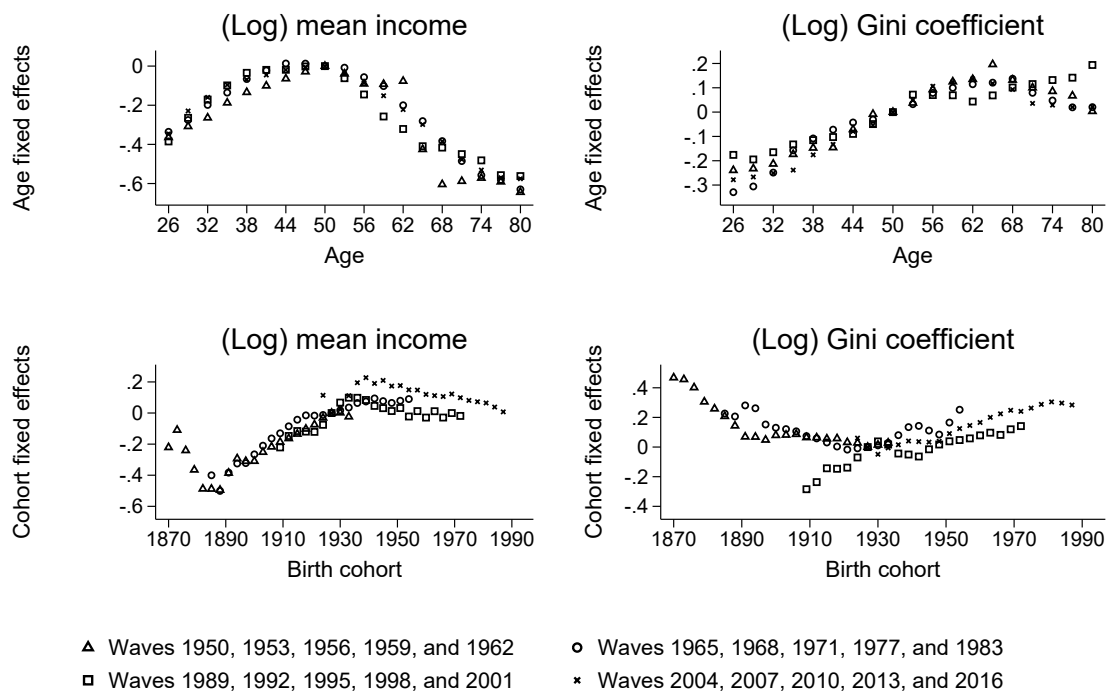 (Log) mean income
Age fixed effects
0
-.2
-.4
-.6
26 32 38 44 50 56 62 68 74 80
Age
(Log) Gini coefficient
Age fixed effects
.2
.1
0
-.1
-.2
-.3
26 32 38 44 50 56 62 68 74 80
Age
(Log) mean income
Cohort fixed effects
.2
0
-.2
-.4
-.6
1870 1890 1910 1930 1950 1970 1990
Birth cohort
(Log) Gini coefficient
Cohort fixed effects
.4
.2
0
-.2
-.4
1870 1890 1910 1930 1950 1970 1990
Birth cohort
Waves 1950, 1953, 1956, 1959, and 1962
Waves 1965, 1968, 1971, 1977, and 1983
Waves 1989, 1992, 1995, 1998, and 2001
Waves 2004, 2007, 2010, 2013, and 2016